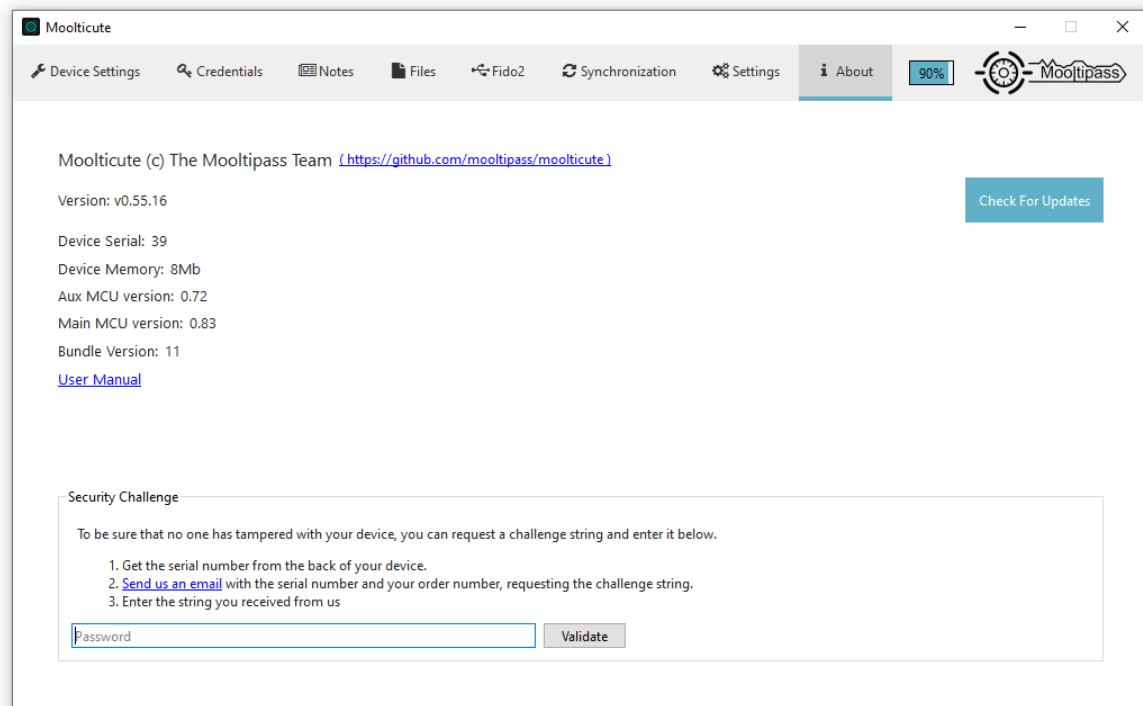 Moolticute
Device Settings Credentials Notes Files Fido2 Synchronization Settings About 90% Mooltipass
Moolticute (c) The Mooltipass Team ( https://github.com/mooltipass/moolticute )
Version: v0.55.16
Check For Updates
Device Serial: 39
Device Memory: 8Mb
Aux MCU version: 0.72
Main MCU version: 0.83
Bundle Version: 11
User Manual
Security Challenge
To be sure that no one has tampered with your device, you can request a challenge string and enter it below.
1. Get the serial number from the back of your device.
2. Send us an email with the serial number and your order number, requesting the challenge string.
3. Enter the string you received from us
Password Validate